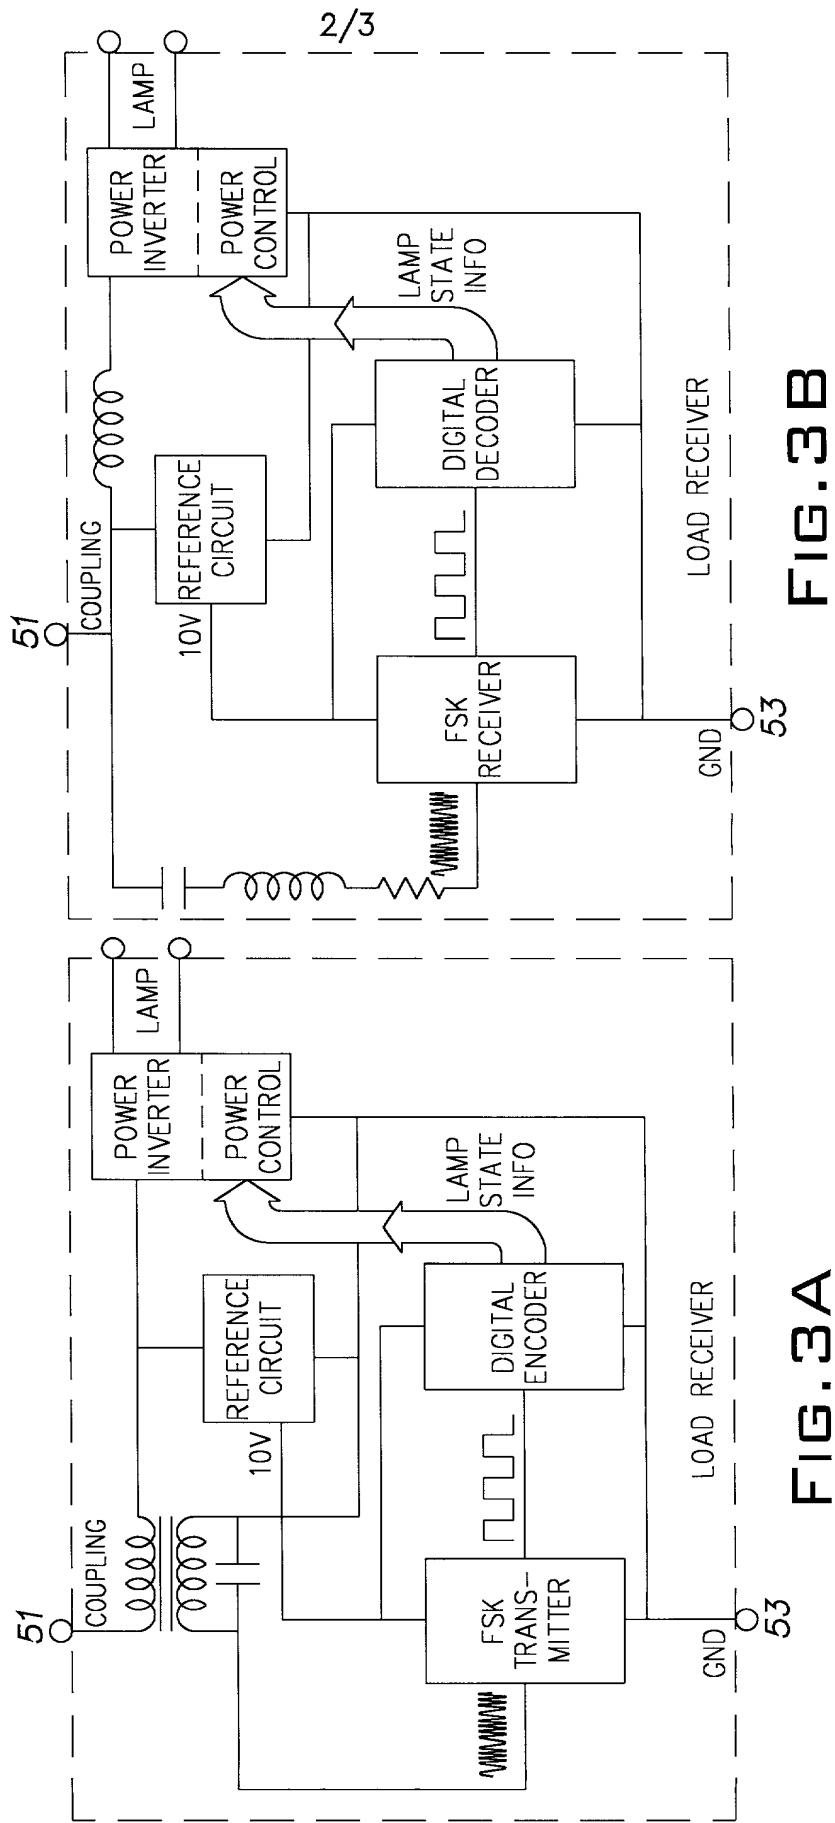 2/3
51
COUPLING
POWER
INVERTER
LAMP
POWER
CONTROL
REFERENCE
CIRCUIT
10V
LAMP
STATE
INFO
DIGITAL
ENCODER
FSK
TRANS-
MITTER
LOAD RECEIVER
GND
53
FIG.3A
51
COUPLING
POWER
INVERTER
LAMP
POWER
CONTROL
REFERENCE
CIRCUIT
10V
LAMP
STATE
INFO
DIGITAL
DECODER
FSK
RECEIVER
LOAD RECEIVER
GND
53
FIG.3B